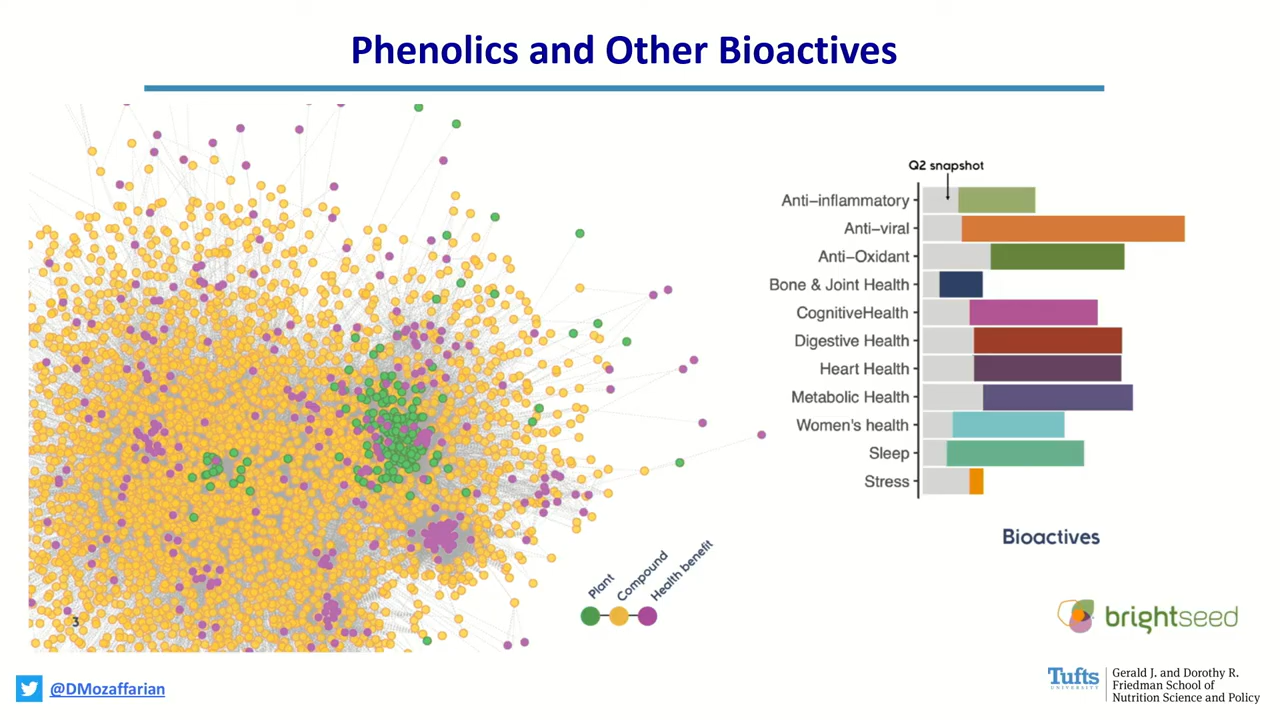 Phenolics and Other Bioactives
Q2 snapshot
Anti-inflammatory
Anti-viral
Anti-Oxidant
Bone & Joint Health
CognitiveHealth
Digestive Health
Heart Health
Metabolic Health
Women's health
Sleep
Stress
Bioactives
Plant
Compound
Health benefit
3
brightseed
@DMozaffarian
Tufts
UNIVERSITY
Gerald J. and Dorothy R.
Friedman School of
Nutrition Science and Policy